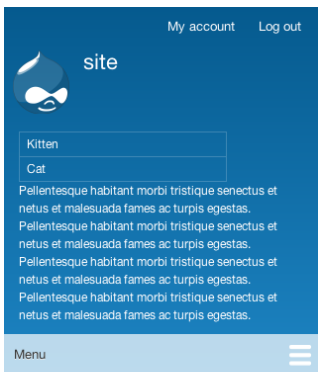 My account Log out
site
Kitten
Cat
Pellentesque habitant morbi tristique senectus et
netus et malesuada fames ac turpis egestas.
Pellentesque habitant morbi tristique senectus et
netus et malesuada fames ac turpis egestas.
Pellentesque habitant morbi tristique senectus et
netus et malesuada fames ac turpis egestas.
Pellentesque habitant morbi tristique senectus et
netus et malesuada fames ac turpis egestas.
Menu